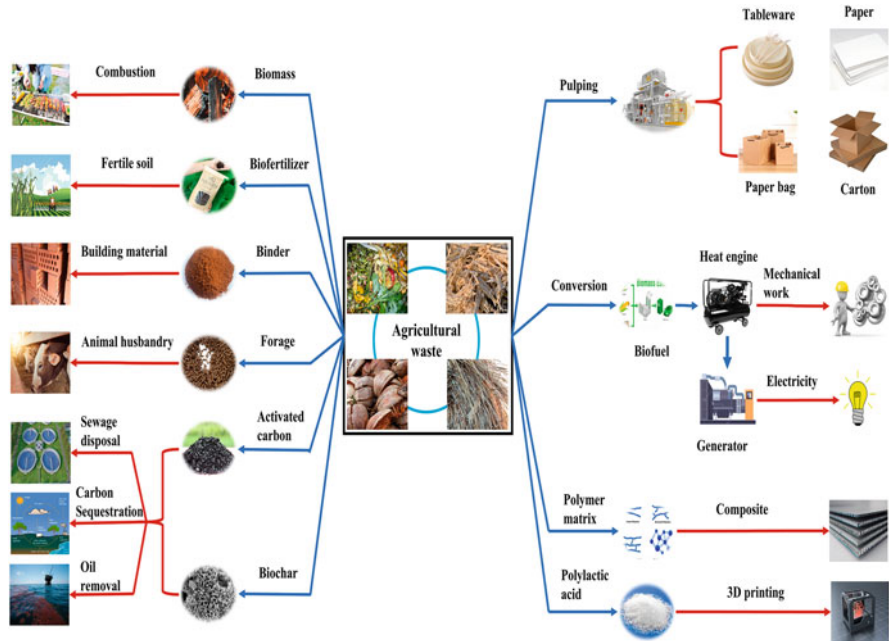 Combustion
Biomass
Fertile soil
Biofertilizer
Building material
Binder
Animal husbandry
Forage
Sewage
disposal
Activated
carbon
Carbon
Sequestration
Oil
removal
Biochar
Agricultural
waste
Pulping
Tableware
Paper
Paper bag
Carton
Conversion
Biofuel
Heat engine
Mechanical
work
Generator
Electricity
Polymer
matrix
Composite
Polylactic
acid
3D printing